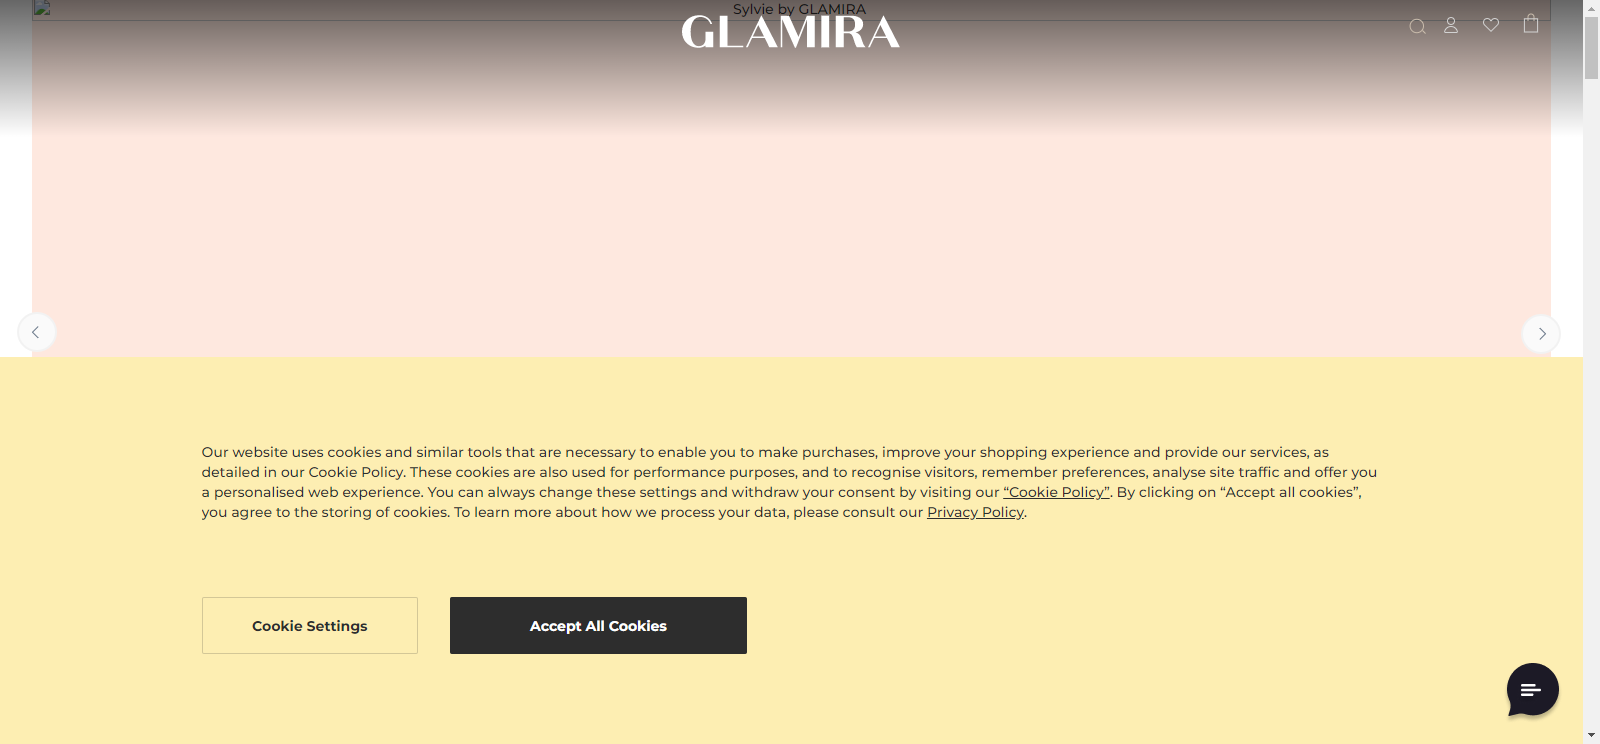 Sylvie by GLAMIRA
GLAMIRA
Our website uses cookies and similar tools that are necessary to enable you to make purchases, improve your shopping experience and provide our services, as
detailed in our Cookie Policy. These cookies are also used for performance purposes, and to recognise visitors, remember preferences, analyse site traffic and offer you
a personalised web experience. You can always change these settings and withdraw your consent by visiting our “Cookie Policy”. By clicking on “Accept all cookies”,
you agree to the storing of cookies. To learn more about how we process your data, please consult our Privacy Policy.
Cookie Settings
Accept All Cookies